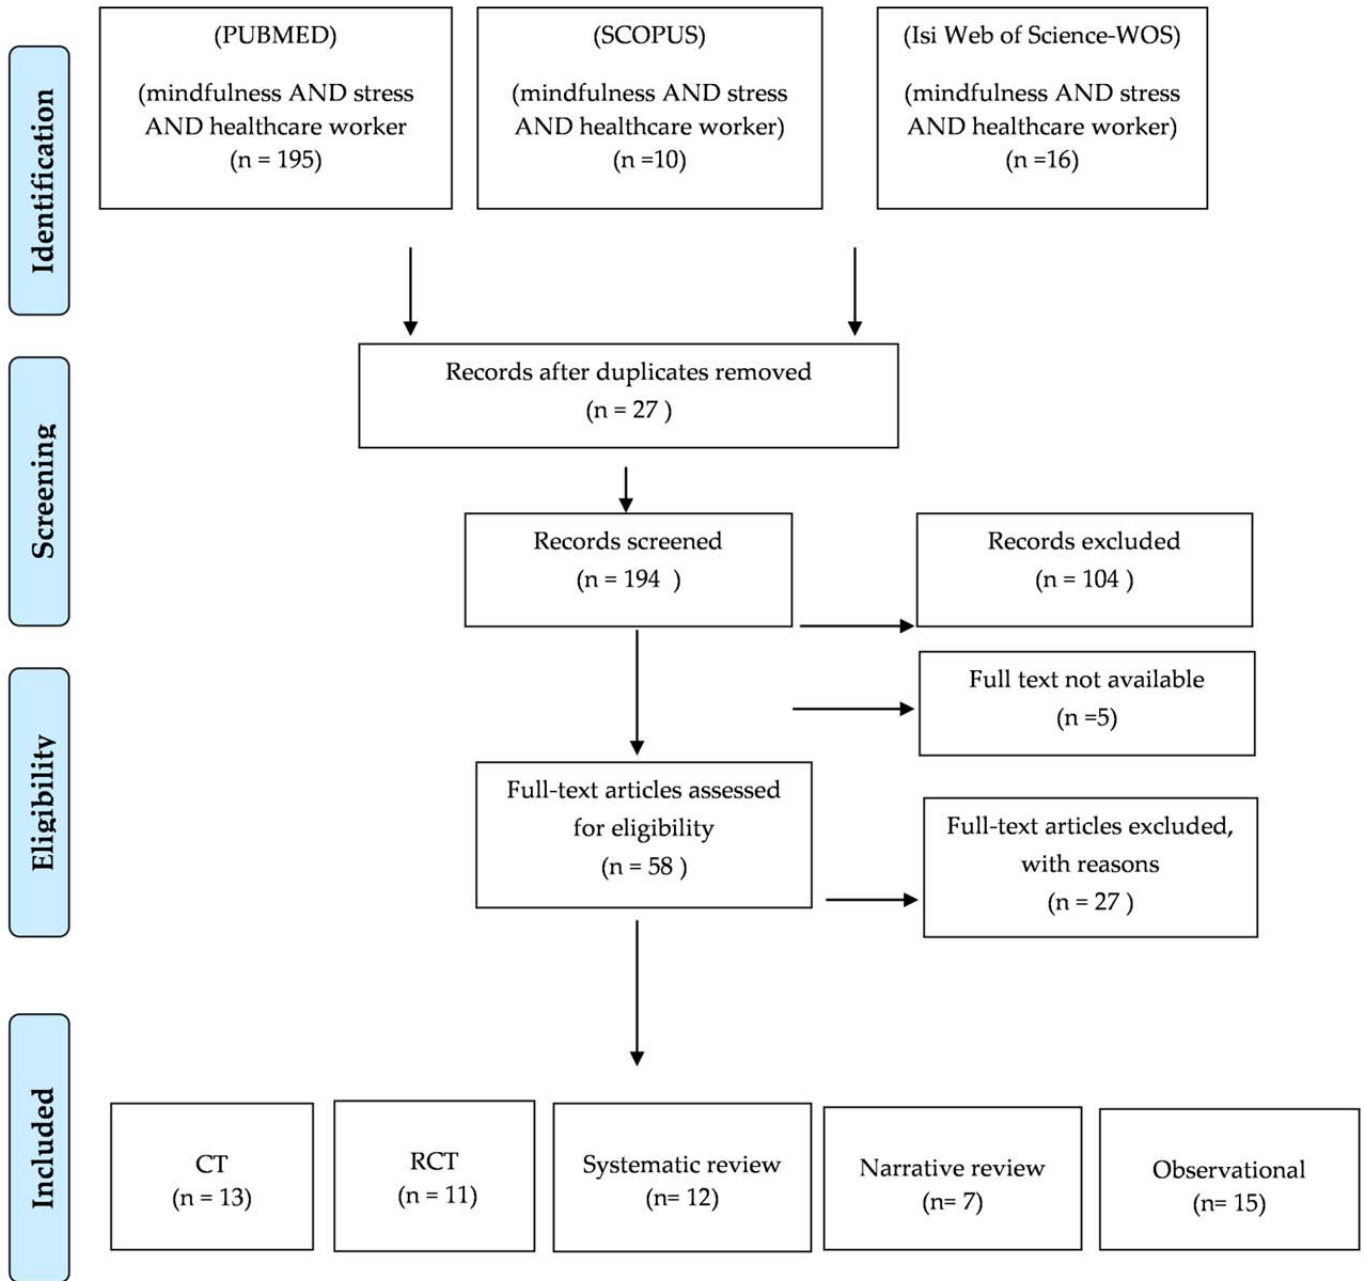 Identification
(PUBMED)
(mindfulness AND stress
AND healthcare worker
(n = 195)
(SCOPUS)
(mindfulness AND stress
AND healthcare worker)
(n =10)
(Isi Web of Science-WOS)
(mindfulness AND stress
AND healthcare worker)
(n =16)
Screening
Records after duplicates removed
(n = 27 )
Records screened
(n = 194 )
Records excluded
(n = 104 )
Eligibility
Full text not available
(n =5)
Full-text articles assessed
for eligibility
(n = 58 )
Full-text articles excluded,
with reasons
(n = 27 )
Included
CT
(n = 13)
RCT
(n = 11)
Systematic review
(n= 12)
Narrative review
(n= 7)
Observational
(n= 15)